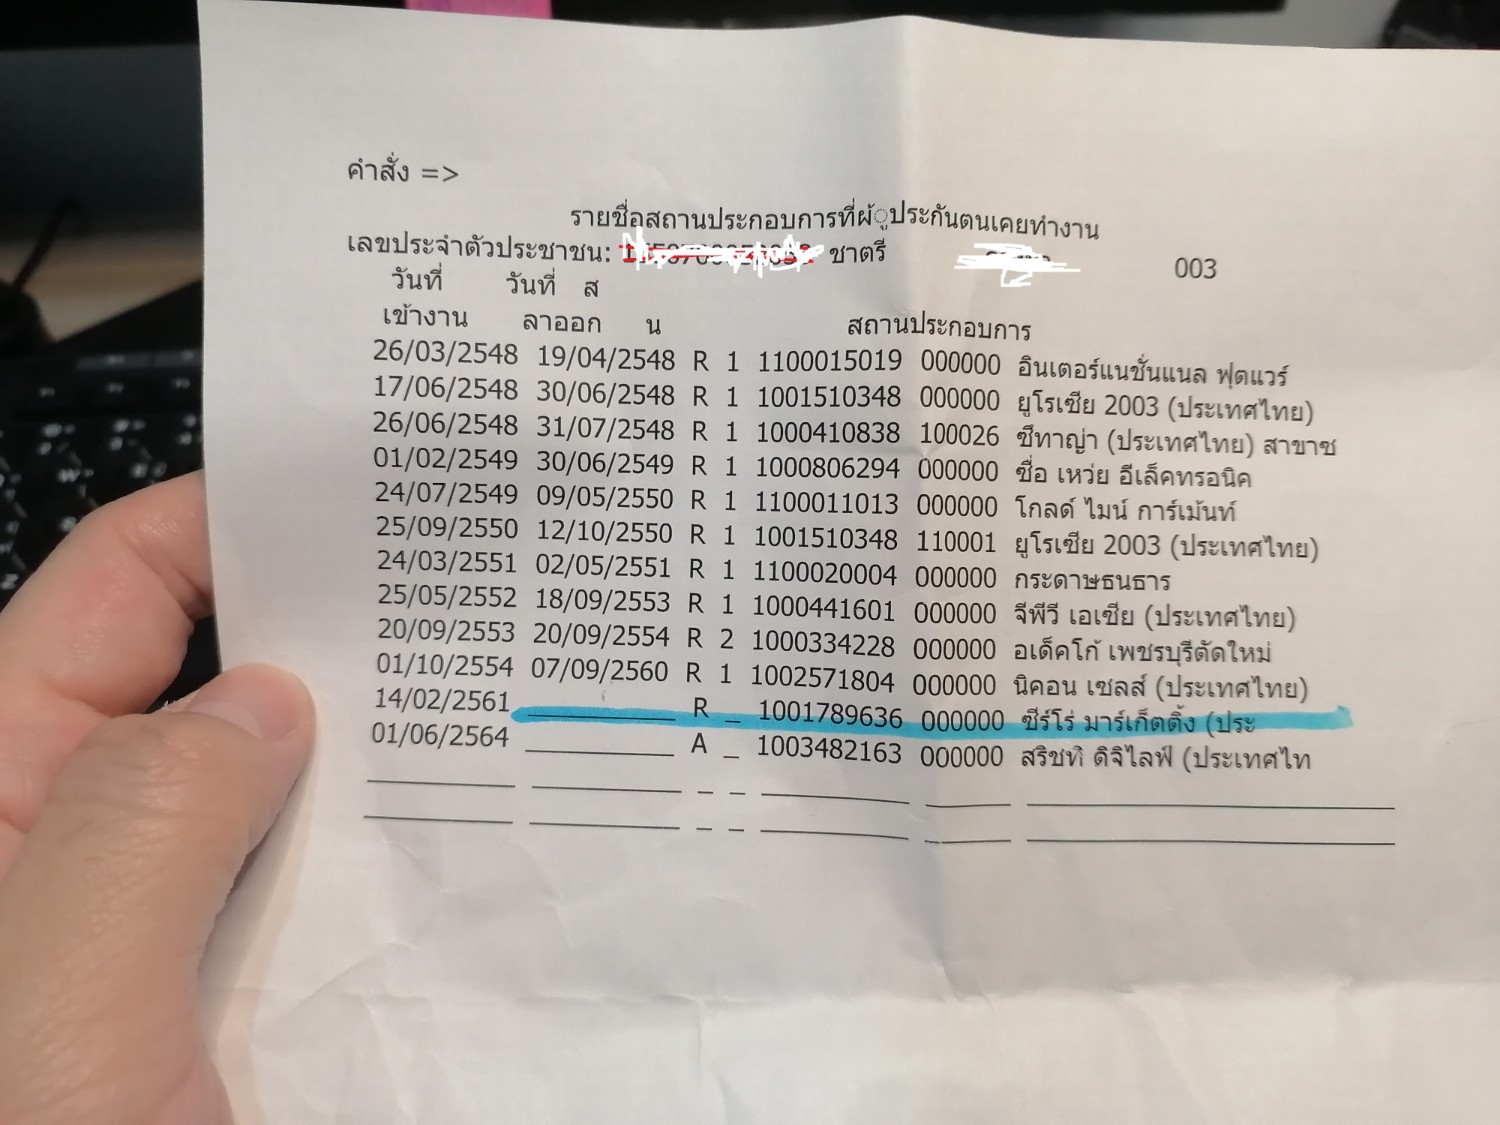 คำสั่ง =>
รายชื่อสถานประกอบการที่ผู้ประกันตนเคยทำงาน
เลขประจำตัวประชาชน: ชาตรี 003
วันที่ วันที่ ส
เข้างาน ลาออก น สถานประกอบการ
26/03/2548 19/04/2548 R 1 1100015019 000000 อินเตอร์แนชั่นแนล ฟุตแวร์
17/06/2548 30/06/2548 R 1 1001510348 000000 ยูโรเซีย 2003 (ประเทศไทย)
26/06/2548 31/07/2548 R 1 1000410838 100026 ซึทาญ่า (ประเทศไทย) สาขาซ
01/02/2549 30/06/2549 R 1 1000806294 000000 ซื่อ เหว่ย อีเล็คทรอนิค
24/07/2549 09/05/2550 R 1 1100011013 000000 โกลด์ ไมน์ การ์เม้นท์
25/09/2550 12/10/2550 R 1 1001510348 110001 ยูโรเซีย 2003 (ประเทศไทย)
24/03/2551 02/05/2551 R 1 1100020004 000000 กระดาษธนธาร
25/05/2552 18/09/2553 R 1 1000441601 000000 จีพีวี เอเซีย (ประเทศไทย)
20/09/2553 20/09/2554 R 2 1000334228 000000 อเด็คโก้ เพชรบุรีตัดใหม่
01/10/2554 07/09/2560 R 1 1002571804 000000 นิคอน เซลส์ (ประเทศไทย)
14/02/2561 __________ R _ 1001789636 000000 ซีร์โร่ มาร์เก็ตติ้ง (ประ
01/06/2564 __________ A _ 1003482163 000000 สริชทิ ดิจิไลฟ์ (ประเทศไท